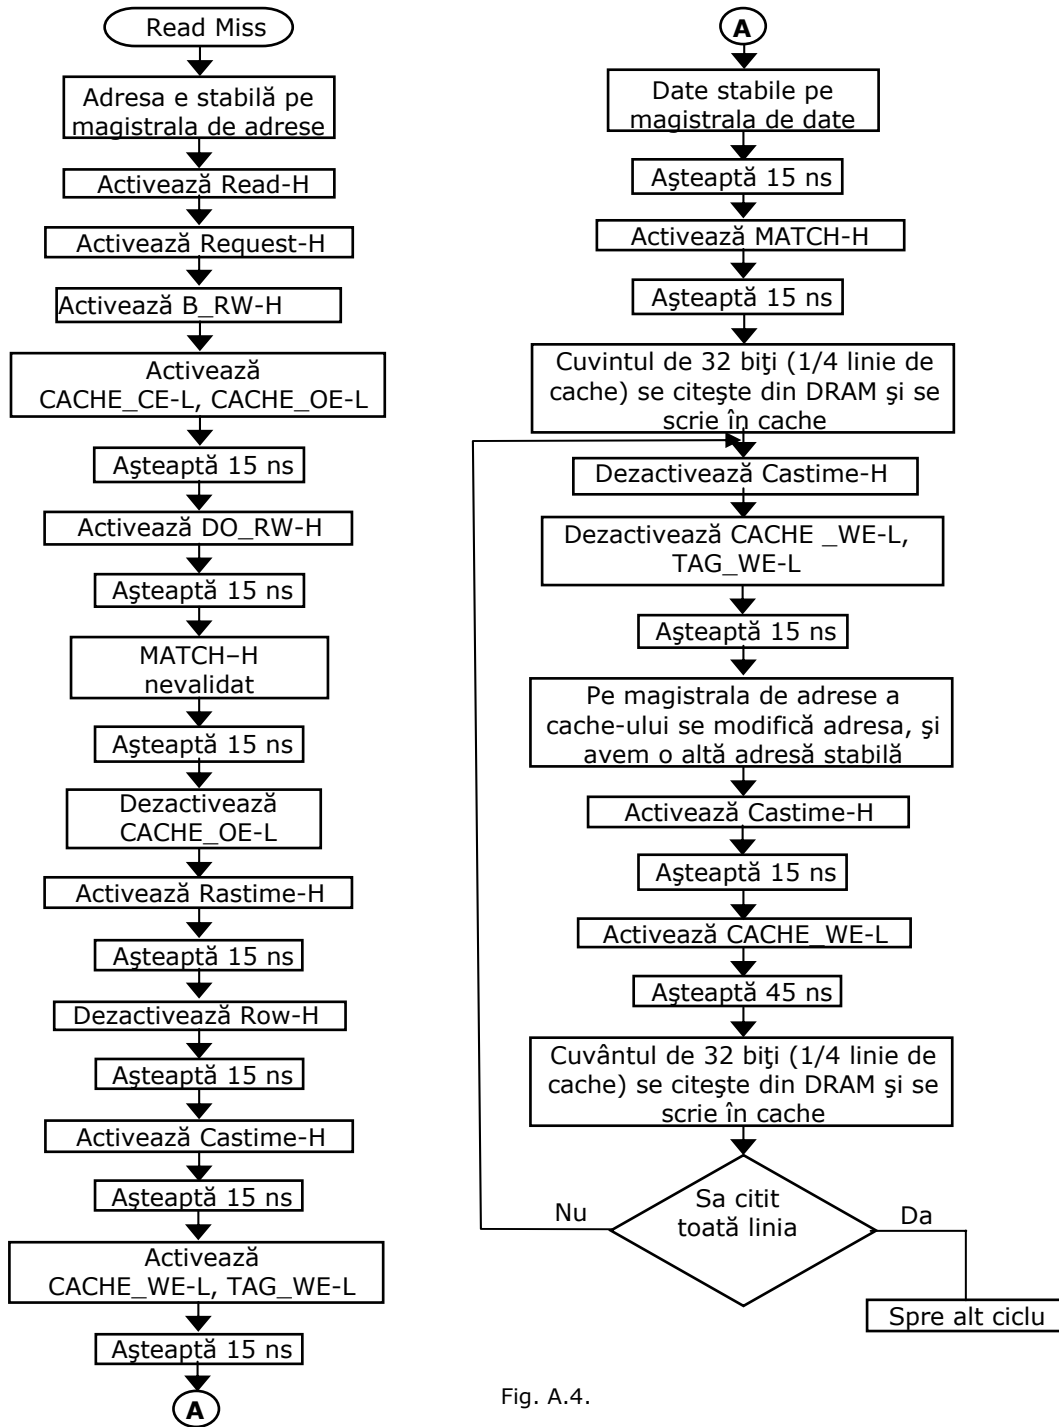 Read Miss
Adresa e stabilă pe
magistrala de adrese
Activează Read-H
Activează Request-H
Activează B_RW-H
Activează
CACHE_CE-L, CACHE_OE-L
Aşteaptă 15 ns
Activează DO_RW-H
Aşteaptă 15 ns
MATCH–H
nevalidat
Aşteaptă 15 ns
Dezactivează
CACHE_OE-L
Activează Rastime-H
Aşteaptă 15 ns
Dezactivează Row-H
Aşteaptă 15 ns
Activează Castime-H
Aşteaptă 15 ns
Activează
CACHE_WE-L, TAG_WE-L
Aşteaptă 15 ns
A
A
Date stabile pe
magistrala de date
Aşteaptă 15 ns
Activează MATCH-H
Aşteaptă 15 ns
Cuvintul de 32 biţi (1/4 linie de
cache) se citeşte din DRAM şi se
scrie în cache
Dezactivează Castime-H
Dezactivează CACHE _WE-L,
TAG_WE-L
Aşteaptă 15 ns
Pe magistrala de adrese a
cache-ului se modifică adresa, şi
avem o altă adresă stabilă
Activează Castime-H
Aşteaptă 15 ns
Activează CACHE_WE-L
Aşteaptă 45 ns
Cuvântul de 32 biţi (1/4 linie de
cache) se citeşte din DRAM şi se
scrie în cache
Sa citit
toată linia
Nu
Da
Spre alt ciclu
Fig. A.4.